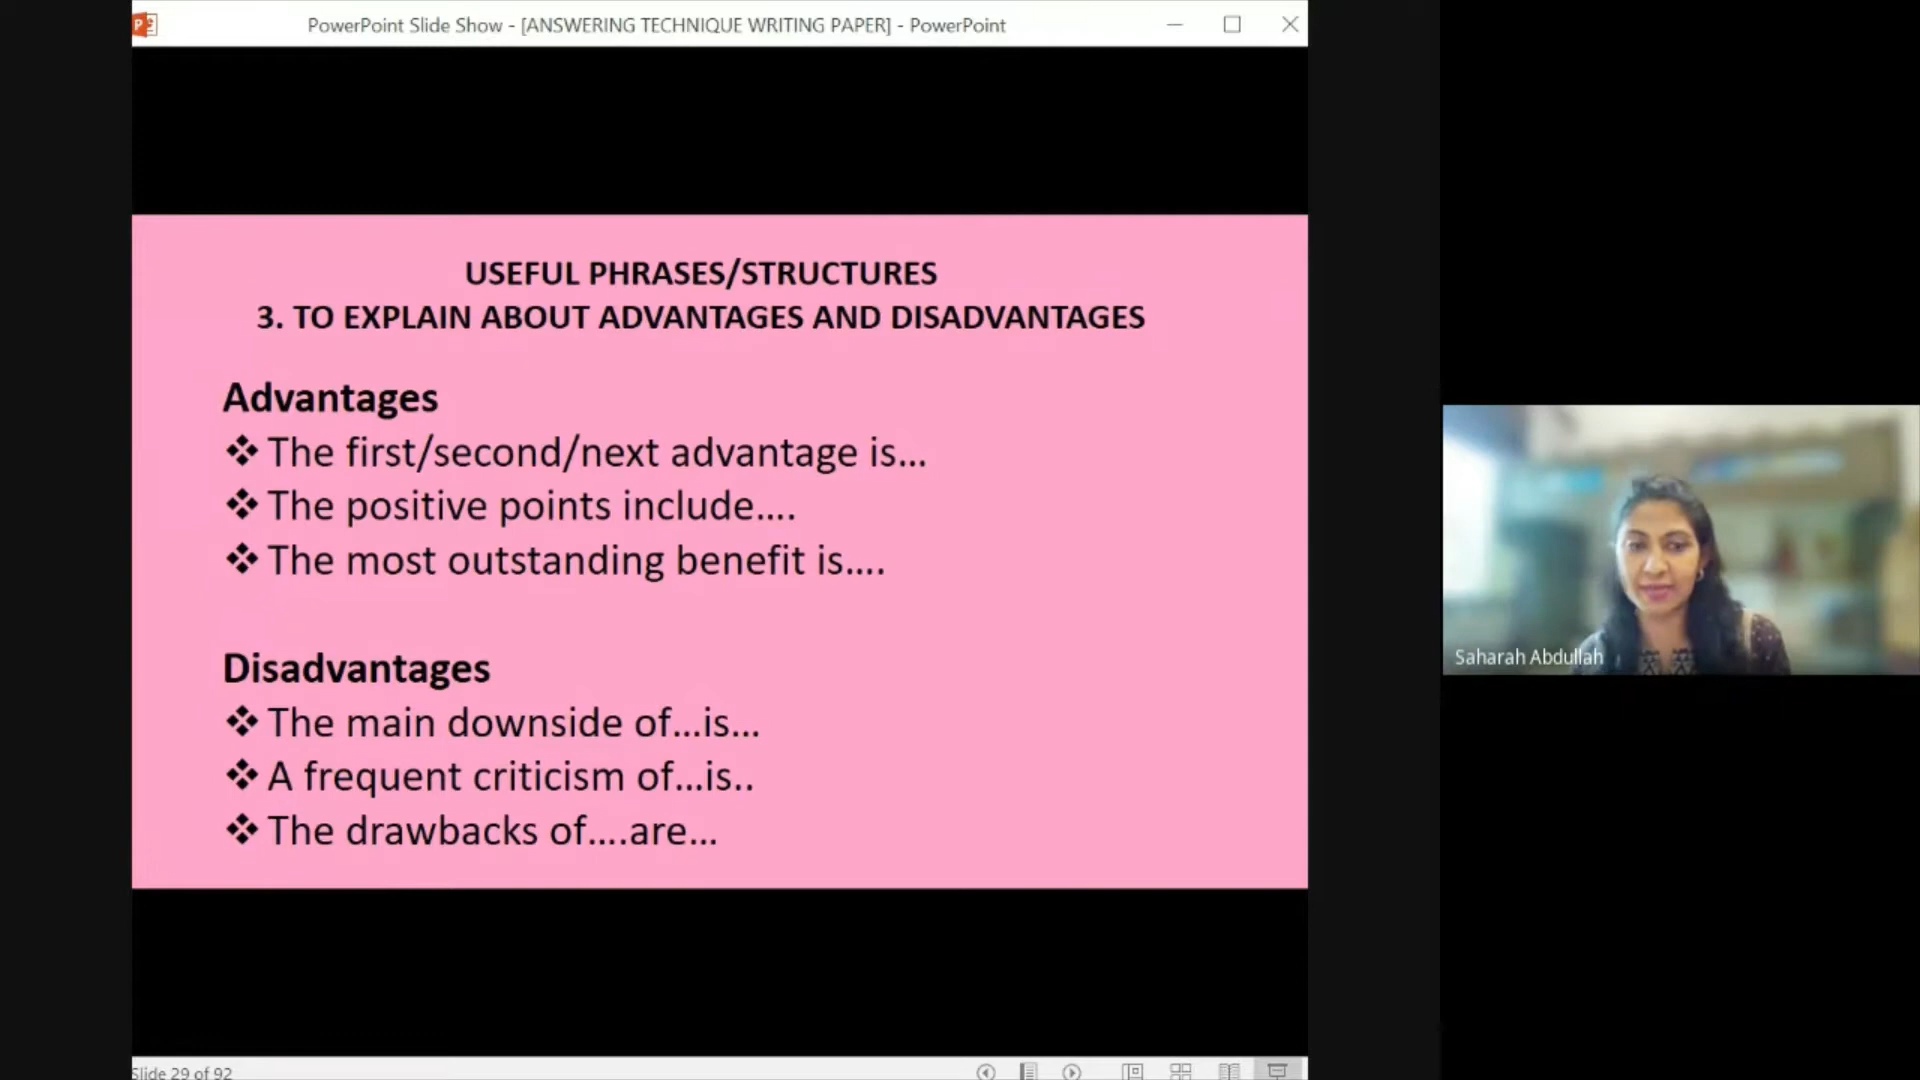 PowerPoint Slide Show - [ANSWERING TECHNIQUE WRITING PAPER] - PowerPoint
USEFUL PHRASES/STRUCTURES
3. TO EXPLAIN ABOUT ADVANTAGES AND DISADVANTAGES
Advantages
❖ The first/second/next advantage is...
❖ The positive points include....
❖ The most outstanding benefit is....
Disadvantages
❖ The main downside of...is...
❖ A frequent criticism of...is..
❖ The drawbacks of....are...
Saharah Abdullah
Slide 29 of 92